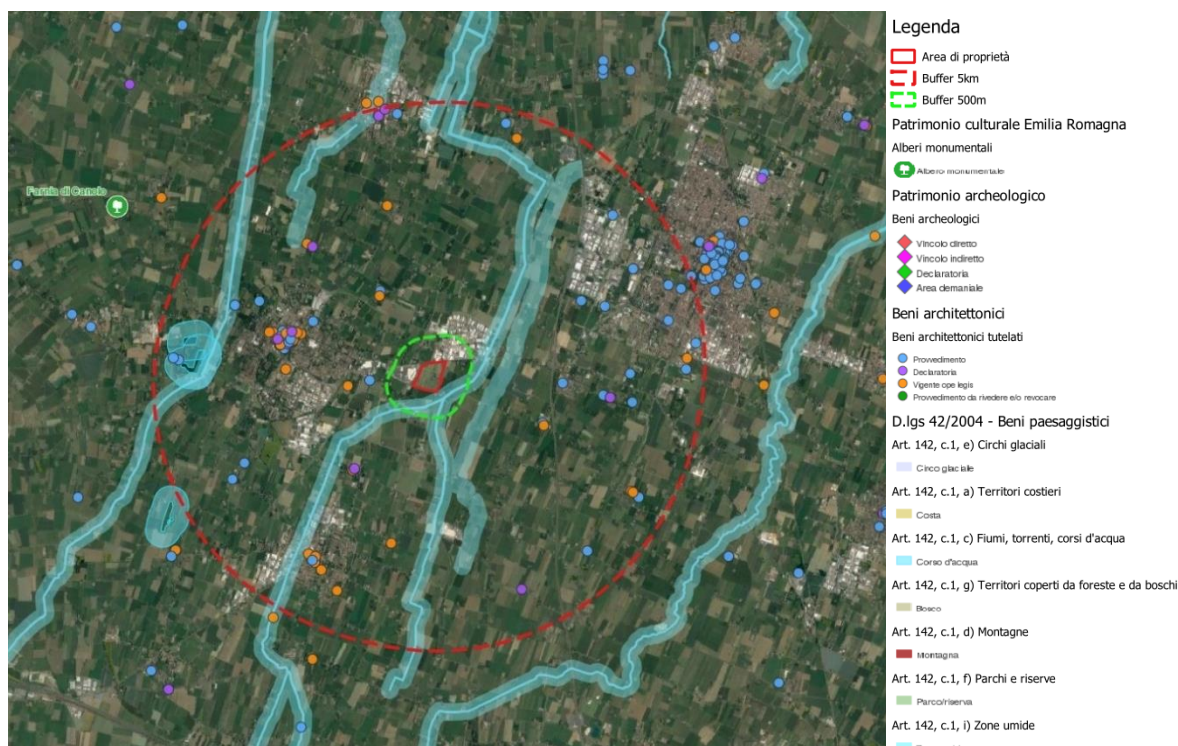 Farnia di Canolo
Legenda
Area di proprietà
Buffer 5km
Buffer 500m
Patrimonio culturale Emilia Romagna
Alberi monumentali
Albero monumentale
Patrimonio archeologico
Beni archeologici
Vincolo diretto
Vincolo indiretto
Declaratoria
Area demaniale
Beni architettonici
Beni architettonici tutelati
Provvedimento
Declaratoria
Vigente ope legis
Provvedimento da rivedere e/o revocare
D.lgs 42/2004 - Beni paesaggistici
Art. 142, c.1, e) Circhi glaciali
Circo glaciale
Art. 142, c.1, a) Territori costieri
Costa
Art. 142, c.1, c) Fiumi, torrenti, corsi d'acqua
Corso d'acqua
Art. 142, c.1, g) Territori coperti da foreste e da boschi
Bosco
Art. 142, c.1, d) Montagne
Montagna
Art. 142, c.1, f) Parchi e riserve
Parco/riserva
Art. 142, c.1, i) Zone umide